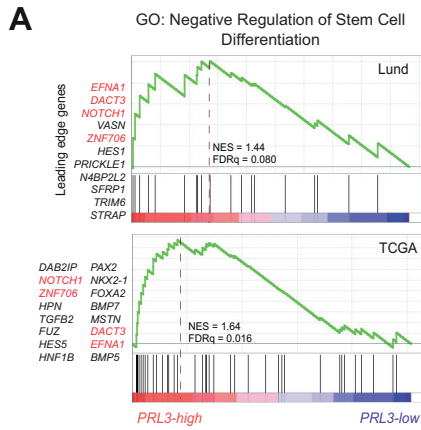 A
GO: Negative Regulation of Stem Cell
Differentiation
Lund
Leading edge genes
EFNA1
DACT3
NOTCH1
VASN
ZNF706
HES1
PRICKLE1
N4BP2L2
SFRP1
TRIM6
STRAP
NES = 1.44
FDRq = 0.080
TCGA
DAB2IP PAX2
NOTCH1 NKX2-1
ZNF706 FOXA2
HPN BMP7
TGFB2 MSTN
FUZ DACT3
HES5 EFNA1
HNF1B BMP5
NES = 1.64
FDRq = 0.016
PRL3-high PRL3-low